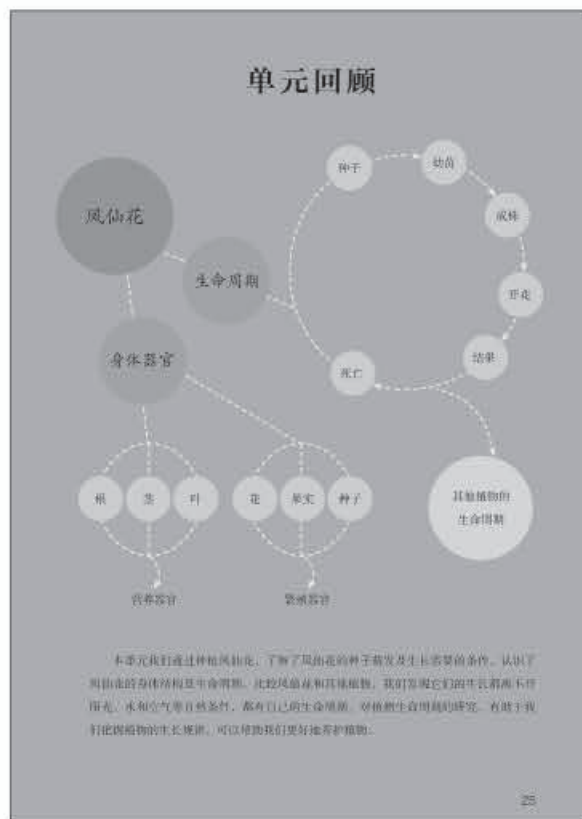 单元回顾
凤仙花
生命周期
身体器官
种子
幼苗
成株
开花
结果
死亡
其他植物的
生命周期
根
茎
叶
花
果实
种子
营养器官
繁殖器官
本单元我们通过种植凤仙花，了解了凤仙花的种子萌发及生长需要的条件，认识了
凤仙花的身体结构及生命周期。比较凤仙花和其他植物，我们发现它们的生长都离不开
阳光、水和空气等自然条件，都有自己的生命周期。对植物生命周期的研究，有助于我
们把握植物的生长规律，可以帮助我们更好地养护植物。
25